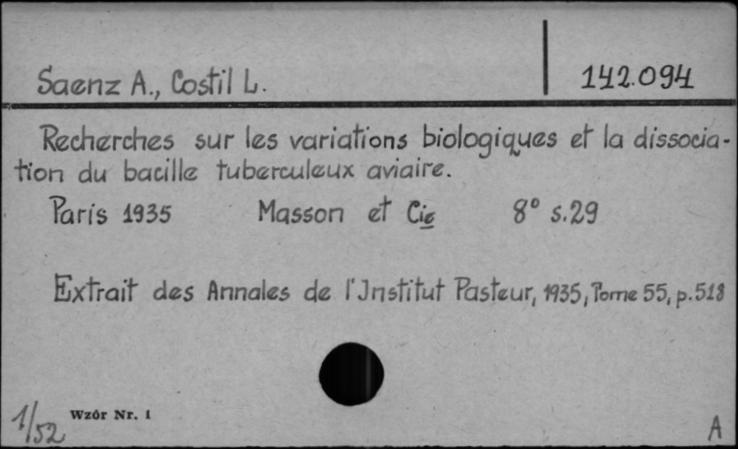 Saenz A., Costil L.
142.094
Recherches sur les variations biologiques et la dissocia-
tion du bacille tuberculeux aviaire.
Paris 1935 Masson et Cie 8° s.29
Extrait des Annales de l'Institut Pasteur, 1935, Tome 55, p.518
1/52 Wzór Nr. 1
A